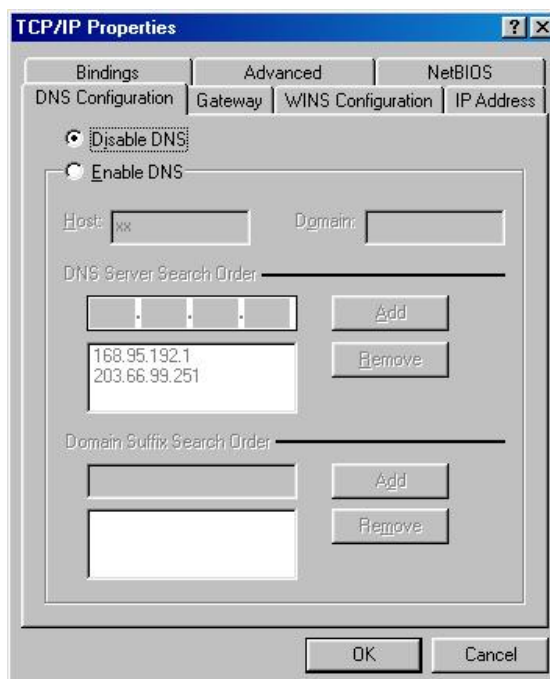 TCP/IP Properties
Bindings Advanced NetBIOS
DNS Configuration Gateway WINS Configuration IP Address
Disable DNS
Enable DNS
Host: xx Domain:
DNS Server Search Order
. . . Add
168.95.192.1
203.66.99.251
Remove
Domain Suffix Search Order
Add
Remove
OK Cancel